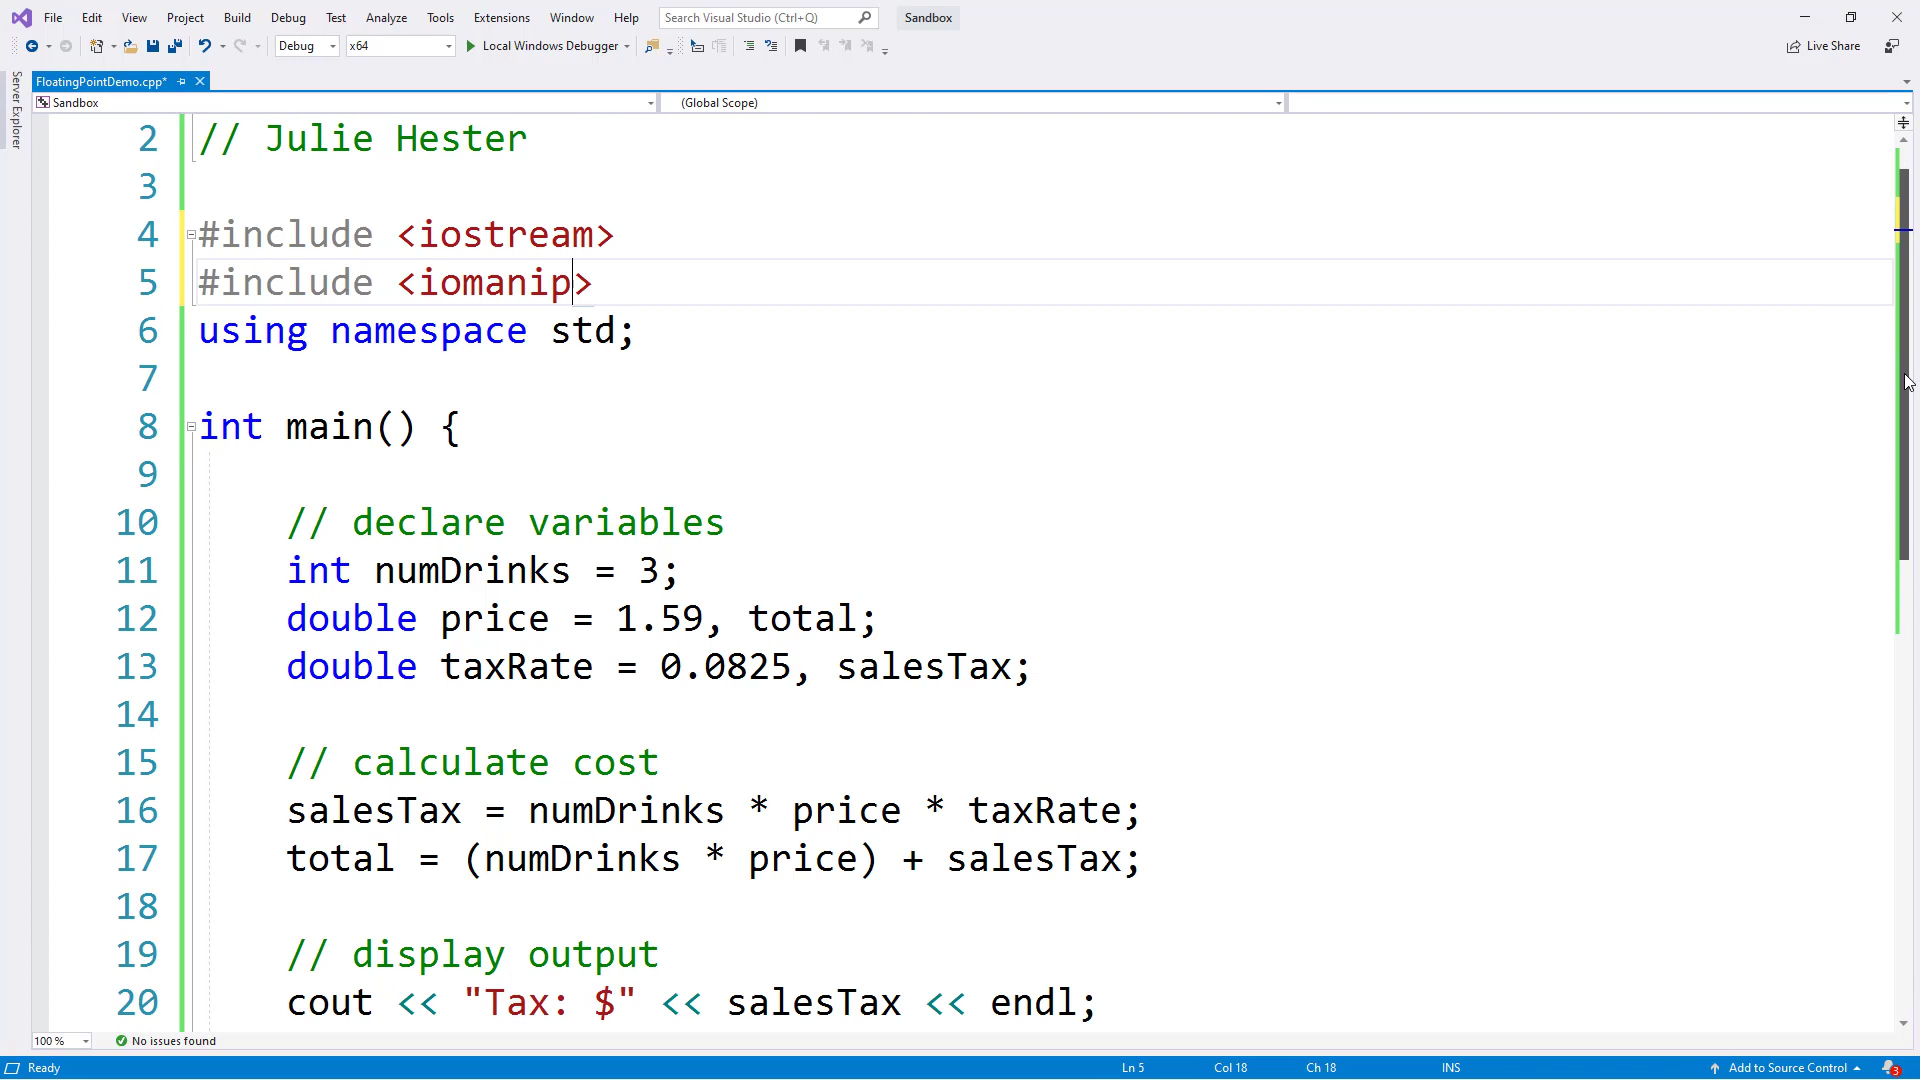 File Edit View Project Build Debug Test Analyze Tools Extensions Window Help Search Visual Studio (Ctrl+Q) Sandbox
Debug x64 Local Windows Debugger Live Share
Server Explorer
FloatingPointDemo.cpp*
Sandbox (Global Scope)
2 // Julie Hester
3
4 #include <iostream>
5 #include <iomanip>
6 using namespace std;
7
8 int main() {
9
10 // declare variables
11 int numDrinks = 3;
12 double price = 1.59, total;
13 double taxRate = 0.0825, salesTax;
14
15 // calculate cost
16 salesTax = numDrinks * price * taxRate;
17 total = (numDrinks * price) + salesTax;
18
19 // display output
20 cout << "Tax: $" << salesTax << endl;
100 % No issues found
Ready Ln 5 Col 18 Ch 18 INS Add to Source Control 3